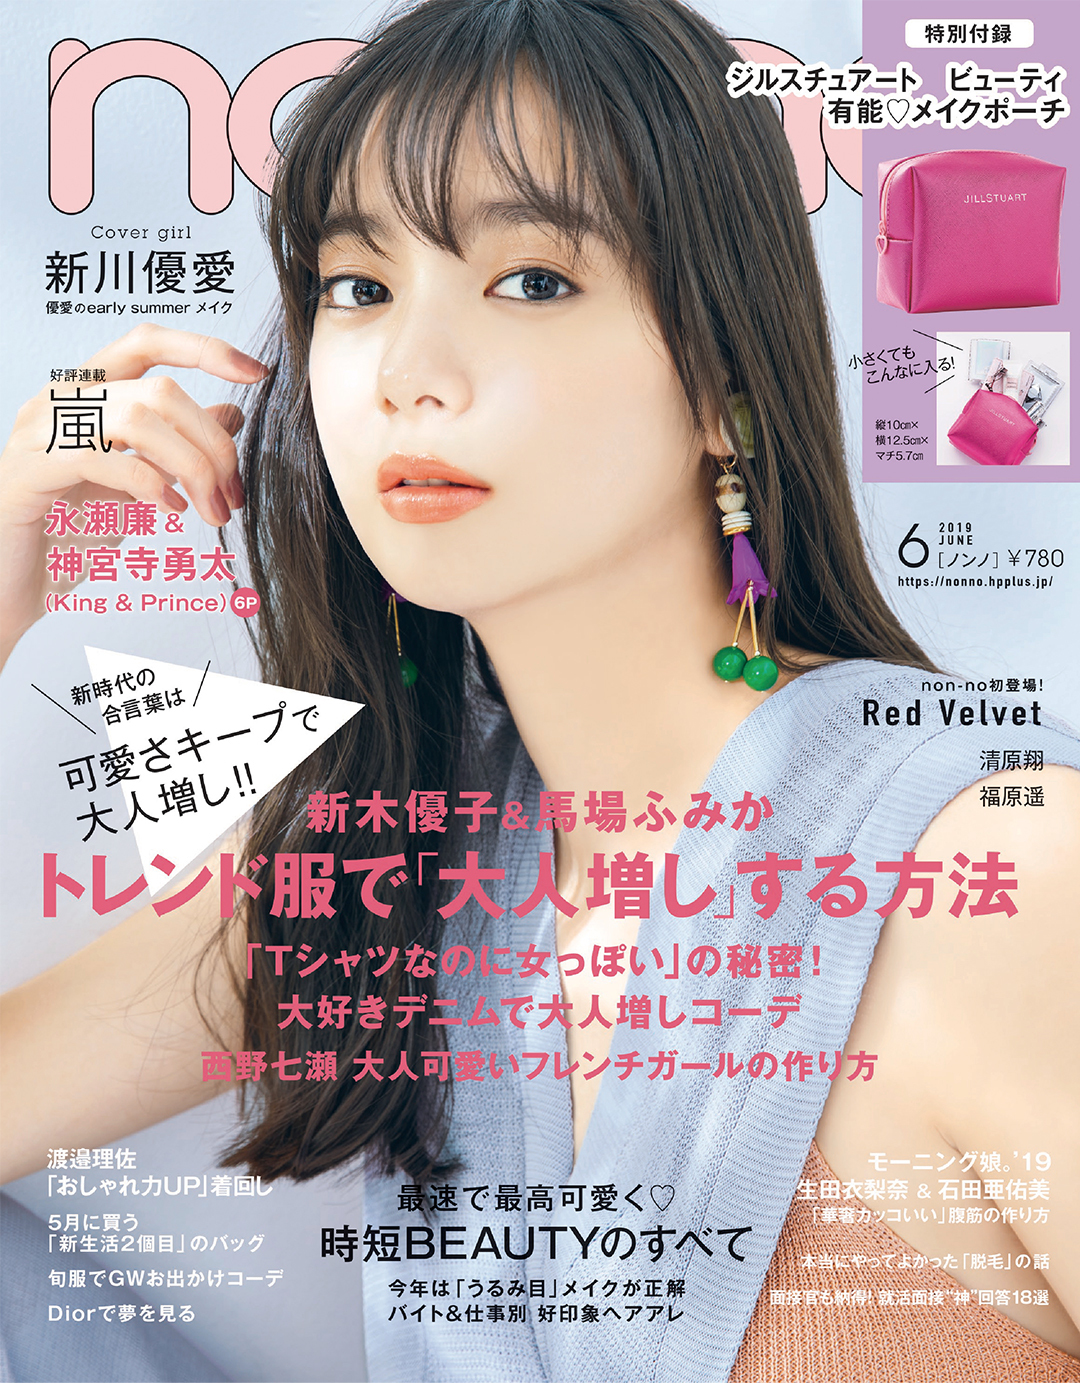 non-no
特別付録
ジルスチュアート ビューティ
有能♡メイクポーチ
JILLSTUART
小さくても
こんなに入る!
JILLSTUART
縦10㎝×
横12.5㎝×
マチ5.7㎝
Cover girl
新川優愛
優愛のearly summer メイク
好評連載
嵐
永瀬廉&
神宮寺勇太
(King & Prince) 6P
6 2019
JUNE
[ノンノ] ¥780
https://nonno.hpplus.jp/
新時代の
合言葉は
可愛さキープで
大人増し!!
non-no初登場!
Red Velvet
清原翔
福原遥
新木優子&馬場ふみか
トレンド服で「大人増し」する方法
「Tシャツなのに女っぽい」の秘密!
大好きデニムで大人増しコーデ
西野七瀬 大人可愛いフレンチガールの作り方
渡邉理佐
「おしゃれ力UP」着回し
5月に買う
「新生活2個目」のバッグ
旬服でGWお出かけコーデ
Diorで夢を見る
最速で最高可愛く♡
時短BEAUTYのすべて
今年は「うるみ目」メイクが正解
バイト&仕事別 好印象ヘアアレ
モーニング娘。'19
生田衣梨奈 & 石田亜佑美
「華奢カッコいい」腹筋の作り方
本当にやってよかった「脱毛」の話
面接官も納得! 就活面接“神”回答18選